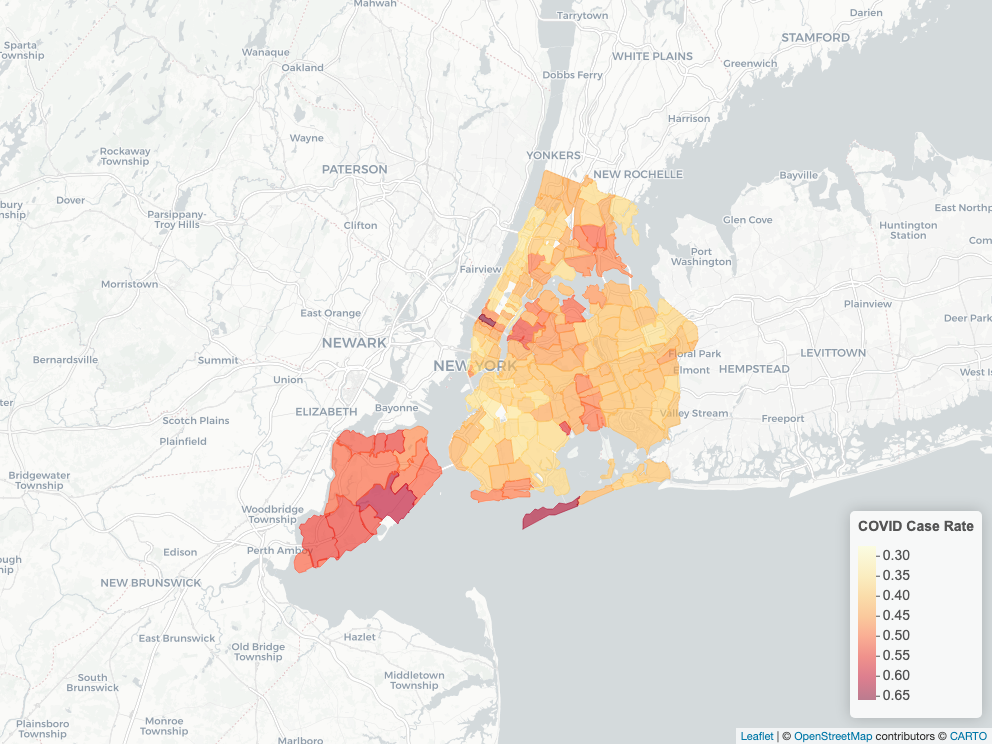 Mahwah
Tarrytown
Darien
Sparta
Township
Wanaque
Oakland
WHITE PLAINS
STAMFORD
Greenwich
Dobbs Ferry
Harrison
Wayne
Rockaway
Township
YONKERS
PATERSON
NEW ROCHELLE
Bayville
Dover
bury
nship
Parsippany-
Troy Hills
Clifton
Glen Cove
East Northp
Huntington
Station
Com
Port
Washington
Fairview
Morristown
Plainview
East Orange
Deer Park
NEWARK
LEVITTOWN
Bernardsville
Summit
NEW YORK
Floral Park
Elmont
HEMPSTEAD
West Is
Union
ter
ELIZABETH
Bayonne
Valley Stream
Freeport
Scotch Plains
Plainfield
Bridgewater
Township
Woodbridge
Township
COVID Case Rate
0.30
0.35
0.40
0.45
0.50
0.55
0.60
0.65
Edison
Perth Amboy
ough
hip
NEW BRUNSWICK
East Brunswick
Old Bridge
Township
Hazlet
South
Brunswick
Middletown
Township
Plainsboro
Township
Monroe
Township
Marlboro
Leaflet | © OpenStreetMap contributors © CARTO